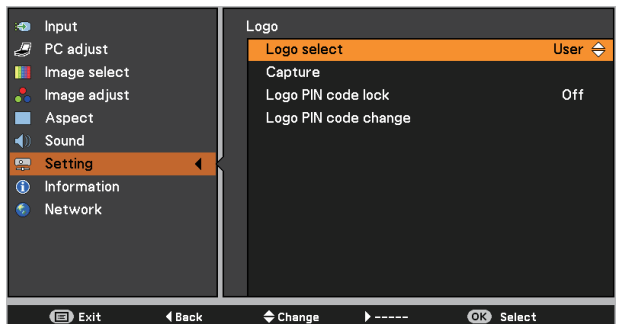 Input
PC adjust
Image select
Image adjust
Aspect
Sound
Setting
Information
Network
Logo
Logo select User
Capture
Logo PIN code lock Off
Logo PIN code change
Exit Back Change ----- OK Select